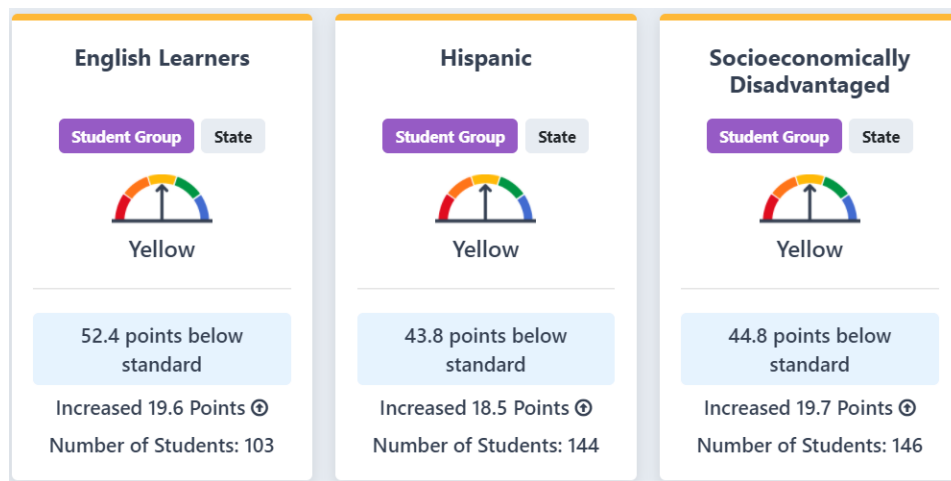 English Learners
Student Group State
Yellow
52.4 points below
standard
Increased 19.6 Points
Number of Students: 103
Hispanic
Student Group State
Yellow
43.8 points below
standard
Increased 18.5 Points
Number of Students: 144
Socioeconomically
Disadvantaged
Student Group State
Yellow
44.8 points below
standard
Increased 19.7 Points
Number of Students: 146